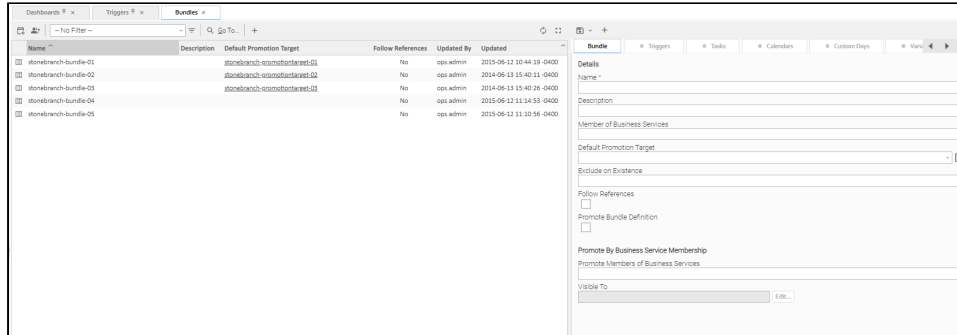 Dashboards Triggers Bundles
-- No Filter -- Go To...
Name Description Default Promotion Target Follow References Updated By Updated
stonebranch-bundle-01 stonebranch-promotiontarget-01 No ops.admin 2015-06-12 10:44:19 -0400
stonebranch-bundle-02 stonebranch-promotiontarget-02 No ops.admin 2014-06-13 15:40:11 -0400
stonebranch-bundle-03 stonebranch-promotiontarget-03 No ops.admin 2014-06-13 15:40:26 -0400
stonebranch-bundle-04 No ops.admin 2015-06-12 11:14:53 -0400
stonebranch-bundle-05 No ops.admin 2015-06-12 11:10:56 -0400
Bundle Triggers Tasks Calendars Custom Days Varia
Details
Name *
Description
Member of Business Services
Default Promotion Target
Exclude on Existence
Follow References
Promote Bundle Definition
Promote By Business Service Membership
Promote Members of Business Services
Visible To
Edit...